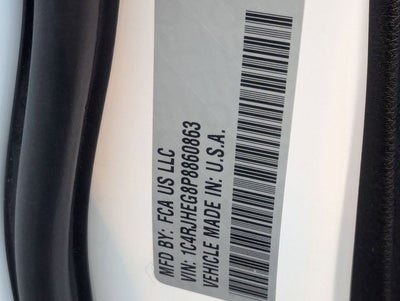 MFD BY: FCA US LLC
VIN: 1C4RJHEG8P8860863
VEHICLE MADE IN: U.S.A.